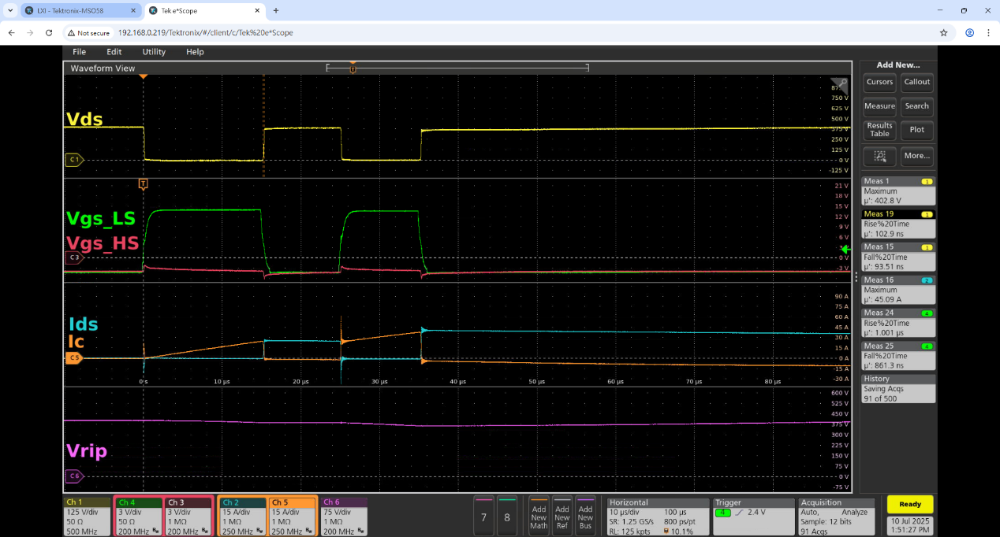 LXI - Tektronix-MSO58
Tek e*Scope
Not secure
192.168.0.219/Tektronix/#/client/c/Tek%20e*Scope
File Edit Utility Help
Waveform View
Add New...
Cursors Callout
Measure Search
Results Table Plot
More...
Vds
C 1
750 V
625 V
500 V
375 V
250 V
125 V
0 V
-125 V
T
Vgs_LS
Vgs_HS
C 3
21 V
18 V
15 V
12 V
9 V
6 V
0 V
-3 V
Ids
Ic
C 5
90 A
75 A
60 A
45 A
30 A
15 A
0 A
-15 A
-30 A
0 s 10 µs 20 µs 30 µs 40 µs 50 µs 60 µs 70 µs 80 µs
Vrip
C 6
600 V
525 V
450 V
375 V
300 V
225 V
150 V
75 V
0 V
-75 V
Meas 1 1
Maximum
µ': 402.8 V
Meas 19 1
Rise%20Time
µ': 102.9 ns
Meas 15 1
Fall%20Time
µ': 93.51 ns
Meas 16 2
Maximum
µ': 45.09 A
Meas 24 4
Rise%20Time
µ': 1.001 µs
Meas 25 4
Fall%20Time
µ': 861.3 ns
History
Saving Acqs
91 of 500
Ch 1
125 V/div
50 Ω
500 MHz
Ch 4
3 V/div
50 Ω
200 MHz
Ch 3
3 V/div
1 MΩ
200 MHz
Ch 2
15 A/div
1 MΩ
250 MHz
Ch 5
15 A/div
1 MΩ
250 MHz
Ch 6
75 V/div
1 MΩ
200 MHz
7
8
Add New Math
Add New Ref
Add New Bus
Horizontal
10 µs/div 100 µs
SR: 1.25 GS/s 800 ps/pt
RL: 125 kpts 10.1%
Trigger
4 2.4 V
Acquisition
Auto, Analyze
Sample: 12 bits
91 Acqs
Ready
10 Jul 2025
1:51:27 PM